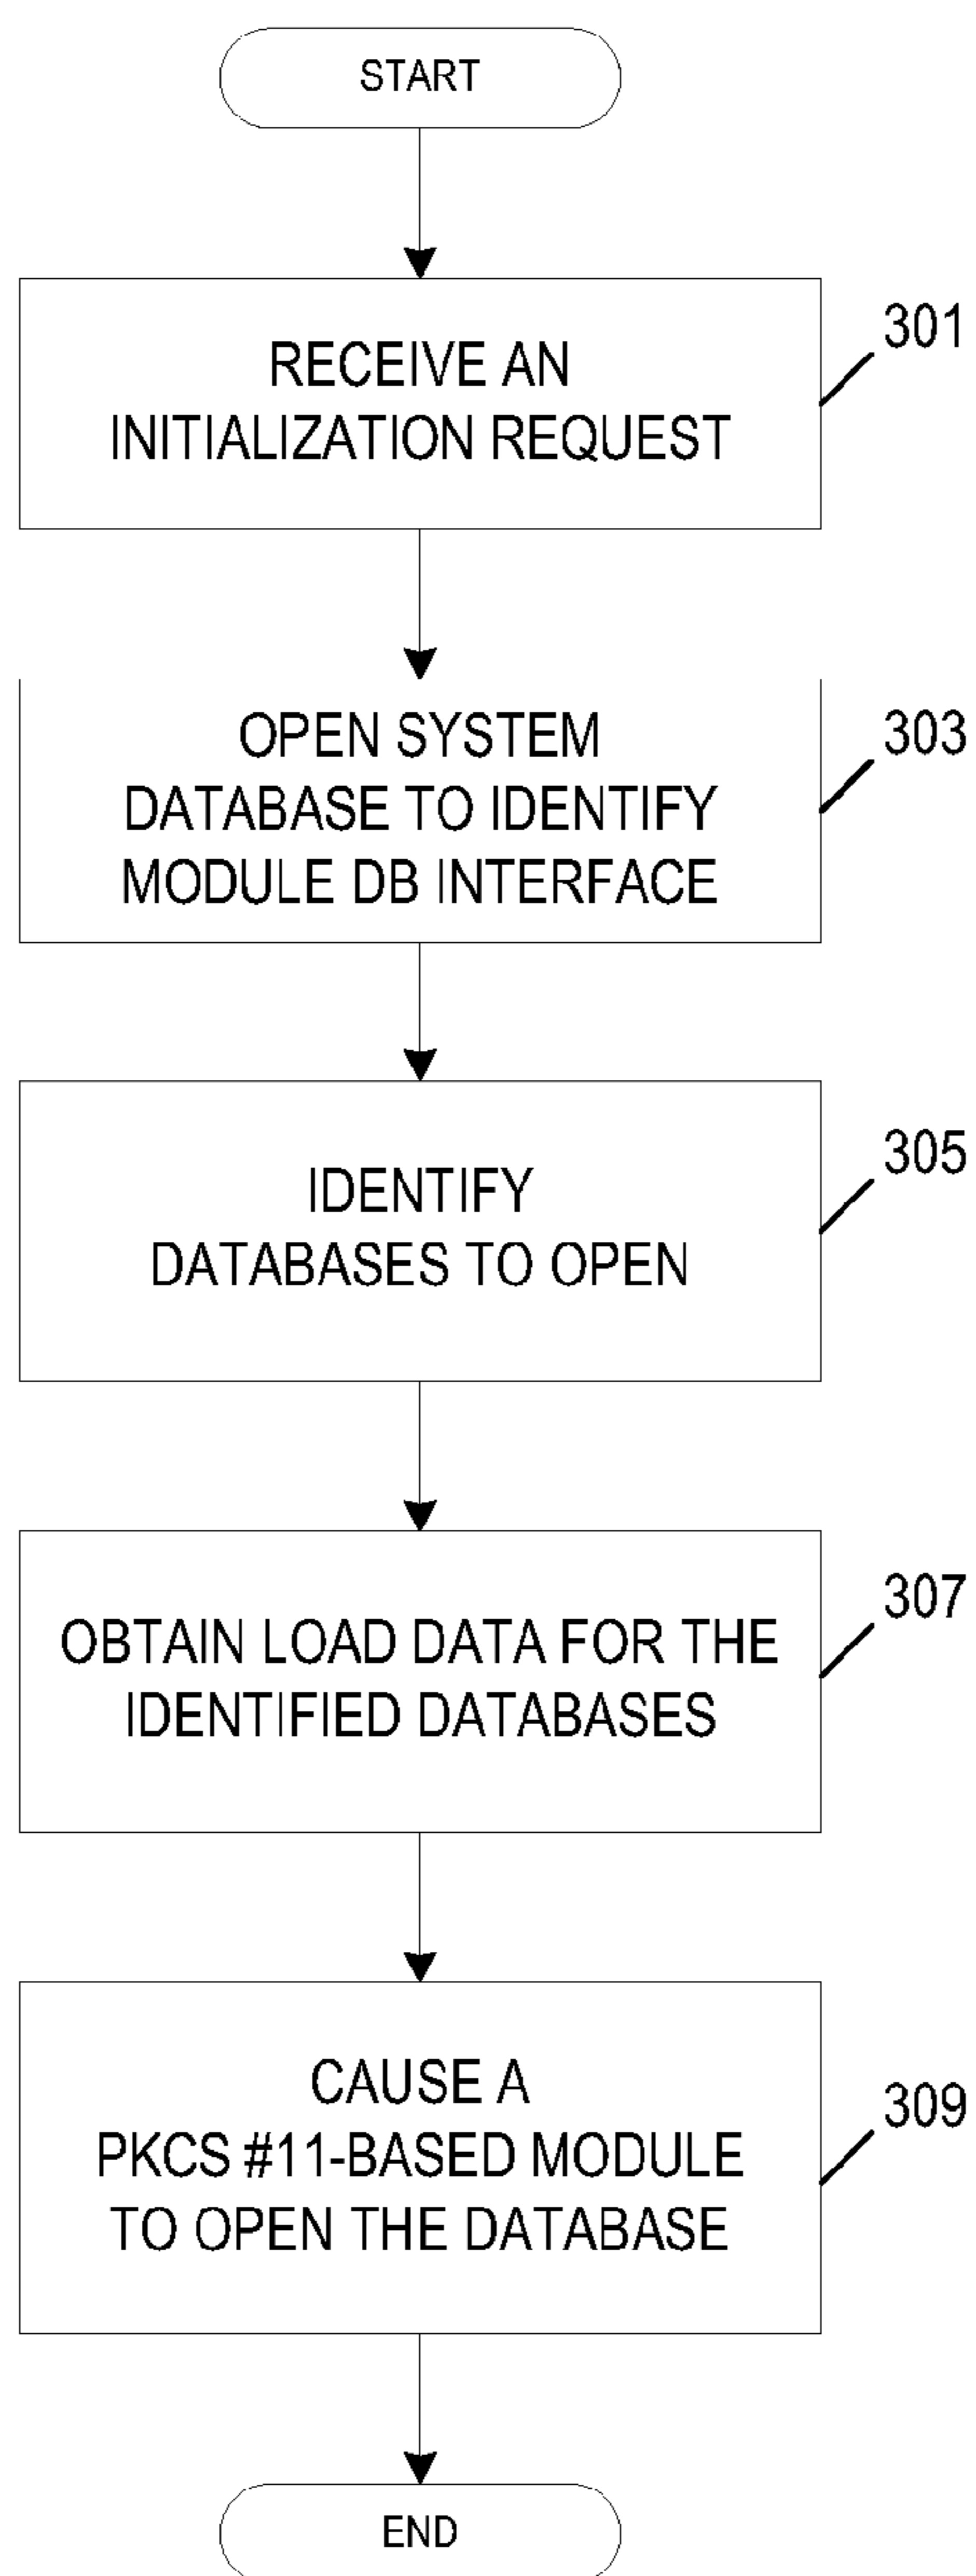 START
RECEIVE AN
INITIALIZATION REQUEST
301
OPEN SYSTEM
DATABASE TO IDENTIFY
MODULE DB INTERFACE
303
IDENTIFY
DATABASES TO OPEN
305
OBTAIN LOAD DATA FOR THE
IDENTIFIED DATABASES
307
CAUSE A
PKCS #11-BASED MODULE
TO OPEN THE DATABASE
309
END